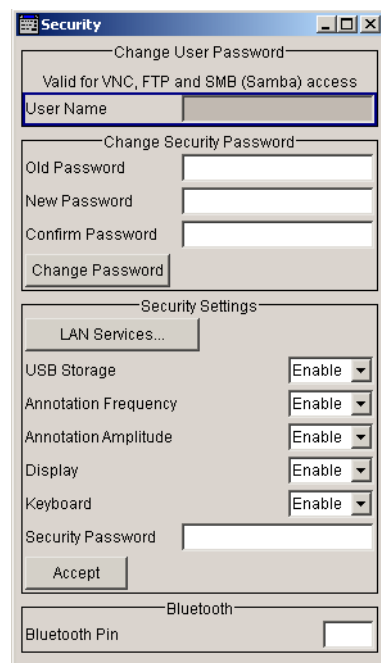 Security
Change User Password
Valid for VNC, FTP and SMB (Samba) access
User Name
Change Security Password
Old Password
New Password
Confirm Password
Change Password
Security Settings
LAN Services...
USB Storage Enable
Annotation Frequency Enable
Annotation Amplitude Enable
Display Enable
Keyboard Enable
Security Password
Accept
Bluetooth
Bluetooth Pin